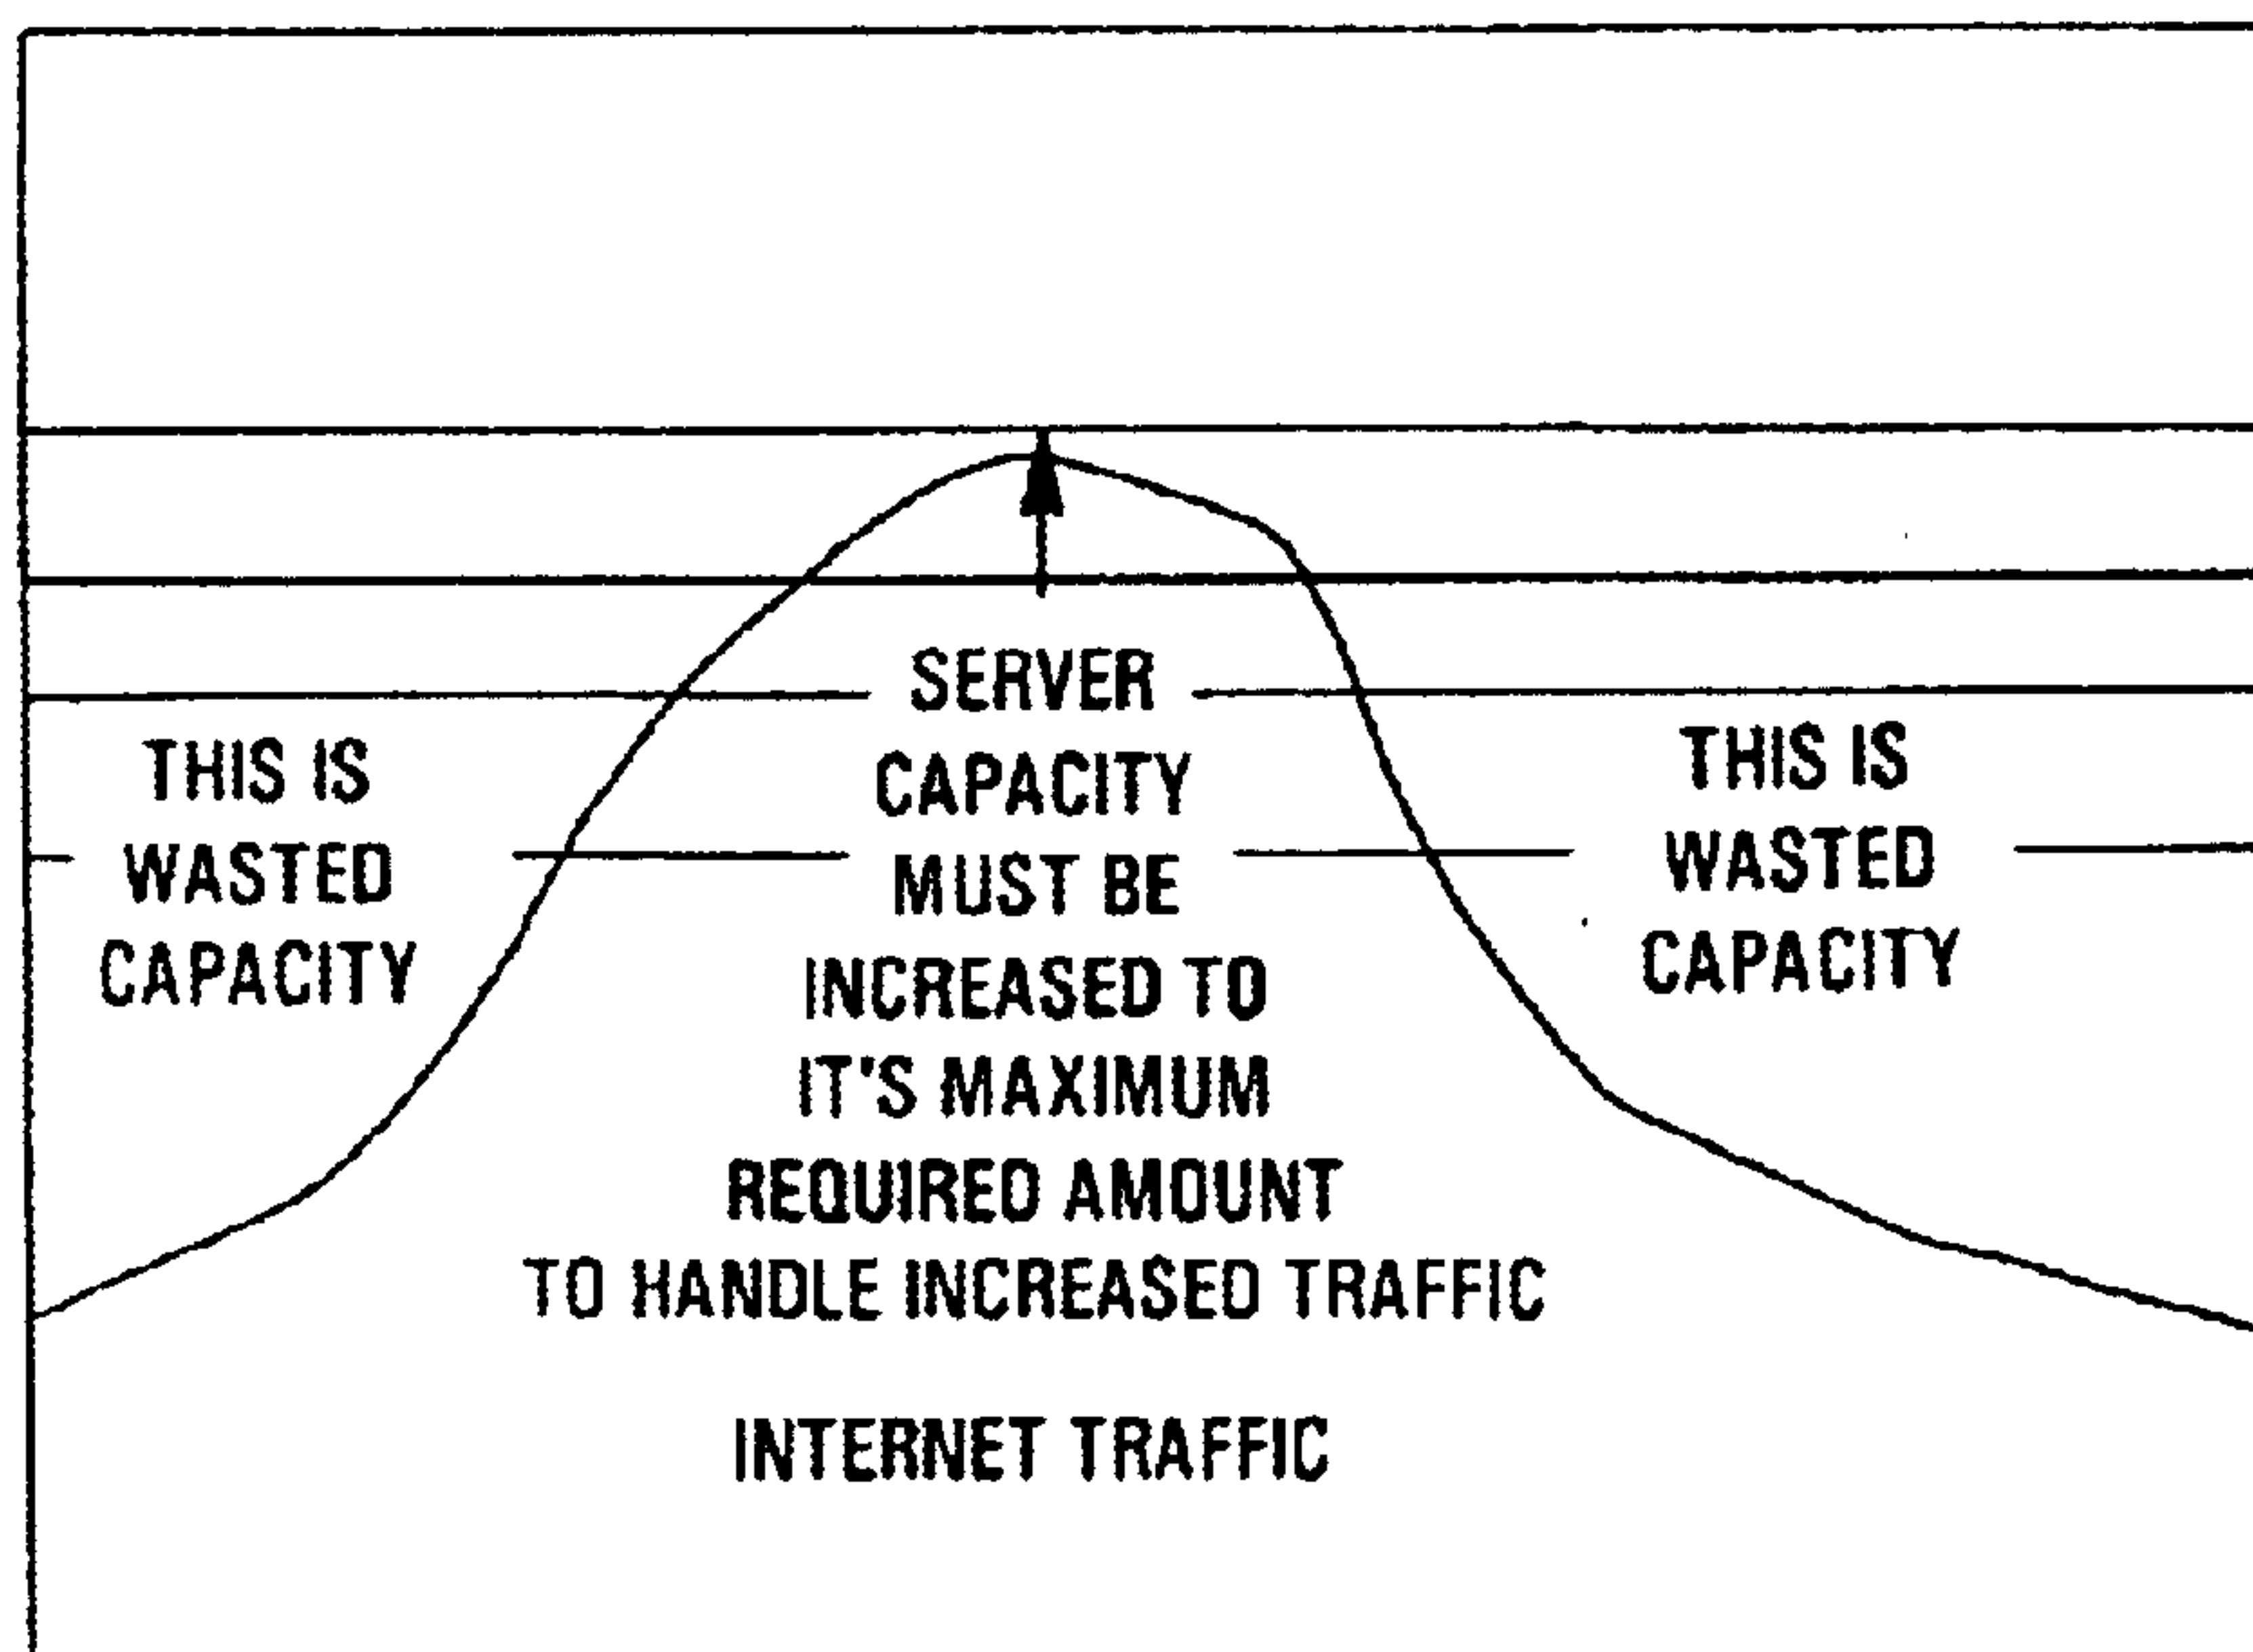 SERVER
CAPACITY
MUST BE
INCREASED TO
IT'S MAXIMUM
REQUIRED AMOUNT
TO HANDLE INCREASED TRAFFIC
THIS IS
WASTED
CAPACITY
THIS IS
WASTED
CAPACITY
INTERNET TRAFFIC